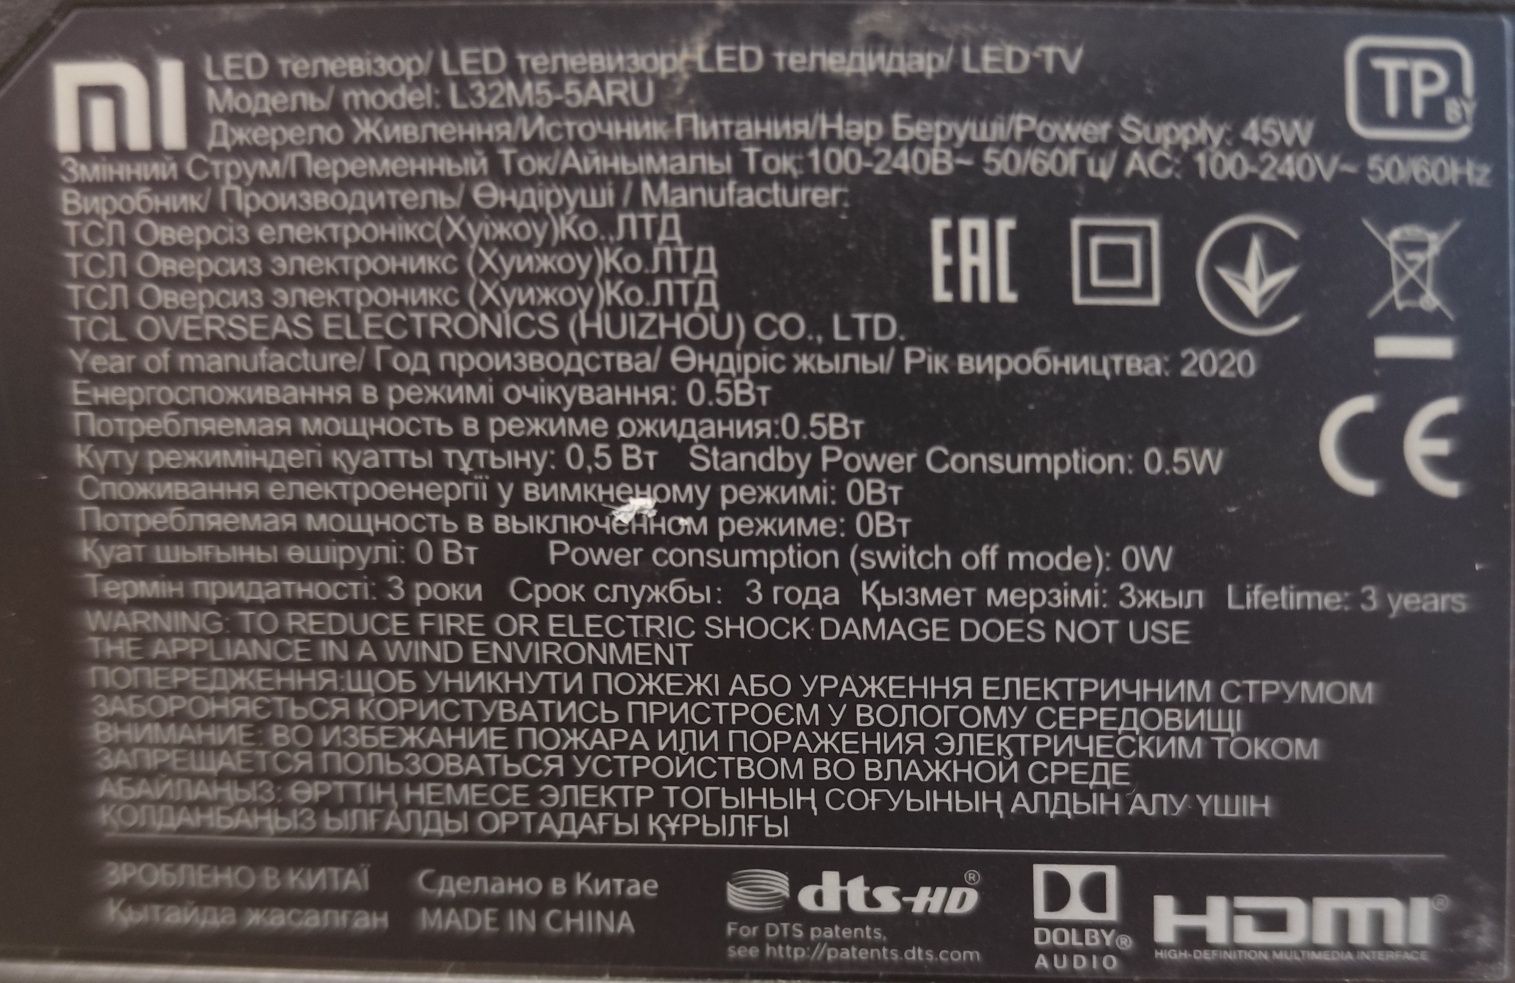 mi
LED телевізор/ LED телевизор/ LED теледидар/ LED-TV
Модель/ model: L32M5-5ARU
Джерело Живлення/Источник Питания/Нәр Беруші/Power Supply: 45W
Змінний Струм/Переменный Ток/Айнымалы Ток:100-240В~ 50/60Гц/ AC: 100-240V~ 50/60Hz
TP BY
Виробник/ Производитель/ Өндіруші / Manufacturer:
ТСЛ Оверсіз електронікс(Хуіжоу)Ко.,ЛТД
ТСЛ Оверсиз электроникс (Хуижоу)Ко.ЛТД
ТСЛ Оверсиз электроникс (Хуижоу)Ко.ЛТД
TCL OVERSEAS ELECTRONICS (HUIZHOU) CO., LTD.
EAC
Year of manufacture/ Год производства/ Өндіріс жылы/ Рік виробництва: 2020
Енергоспоживання в режимі очікування: 0.5Вт
Потребляемая мощность в режиме ожидания:0.5Вт
Күту режиміндегі қуатты тұтыну: 0,5 Вт Standby Power Consumption: 0.5W
CE
Споживання електроенергії у вимкненому режимі: 0Вт
Потребляемая мощность в выключенном режиме: 0Вт
Қуат шығыны өшірулі: 0 Вт Power consumption (switch off mode): 0W
Термін придатності: 3 роки Срок службы: 3 года Қызмет мерзімі: 3жыл Lifetime: 3 years
WARNING: TO REDUCE FIRE OR ELECTRIC SHOCK DAMAGE DOES NOT USE
THE APPLIANCE IN A WIND ENVIRONMENT
ПОПЕРЕДЖЕННЯ:ЩОБ УНИКНУТИ ПОЖЕЖІ АБО УРАЖЕННЯ ЕЛЕКТРИЧНИМ СТРУМОМ
ЗАБОРОНЯЄТЬСЯ КОРИСТУВАТИСЬ ПРИСТРОЄМ У ВОЛОГОМУ СЕРЕДОВИЩІ
ВНИМАНИЕ: ВО ИЗБЕЖАНИЕ ПОЖАРА ИЛИ ПОРАЖЕНИЯ ЭЛЕКТРИЧЕСКИМ ТОКОМ
ЗАПРЕЩАЕТСЯ ПОЛЬЗОВАТЬСЯ УСТРОЙСТВОМ ВО ВЛАЖНОЙ СРЕДЕ
АБАЙЛАҢЫЗ: ӨРТТІҢ НЕМЕСЕ ЭЛЕКТР ТОГЫНЫҢ СОҒУЫНЫҢ АЛДЫН АЛУ ҮШІН
ҚОЛДАНБАҢЫЗ ЫЛҒАЛДЫ ОРТАДАҒЫ ҚҰРЫЛҒЫ
ЗРОБЛЕНО В КИТАЇ Сделано в Китае
Қытайда жасалған MADE IN CHINA
dts-HD®
For DTS patents,
see http://patents.dts.com
DOLBY®
AUDIO
HDMI®
HIGH-DEFINITION MULTIMEDIA INTERFACE